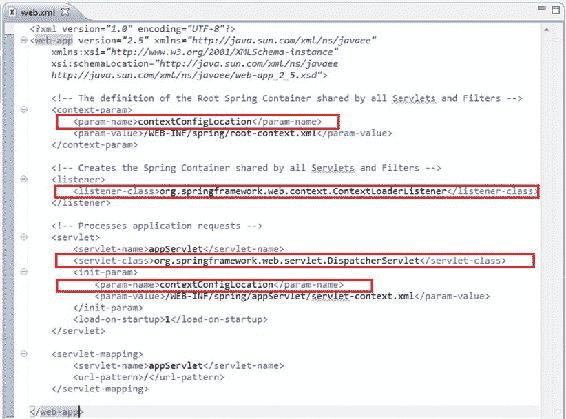 web.xml
<?xml version="1.0" encoding="UTF-8"?>
<web-app version="2.5" xmlns="http://java.sun.com/xml/ns/javaee"
xmlns:xsi="http://www.w3.org/2001/XMLSchema-instance"
xsi:schemaLocation="http://java.sun.com/xml/ns/javaee
http://java.sun.com/xml/ns/javaee/web-app_2_5.xsd">
<!-- The definition of the Root Spring Container shared by all Servlets and Filters -->
<context-param>
<param-name>contextConfigLocation</param-name>
<param-value>/WEB-INF/spring/root-context.xml</param-value>
</context-param>
<!-- Creates the Spring Container shared by all Servlets and Filters -->
<listener>
<listener-class>org.springframework.web.context.ContextLoaderListener</listener-class>
</listener>
<!-- Processes application requests -->
<servlet>
<servlet-name>appServlet</servlet-name>
<servlet-class>org.springframework.web.servlet.DispatcherServlet</servlet-class>
<init-param>
<param-name>contextConfigLocation</param-name>
<param-value>/WEB-INF/spring/appServlet/servlet-context.xml</param-value>
</init-param>
<load-on-startup>1</load-on-startup>
</servlet>
<servlet-mapping>
<servlet-name>appServlet</servlet-name>
<url-pattern>/</url-pattern>
</servlet-mapping>
</web-app>